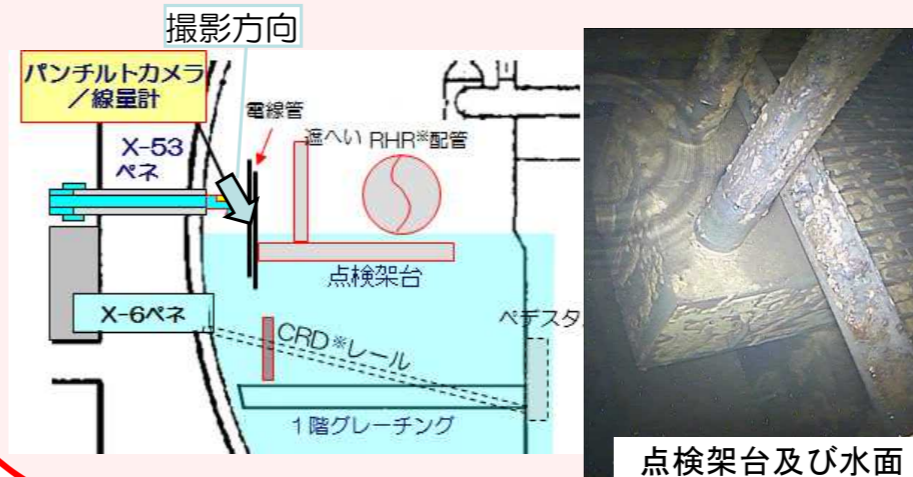 撮影方向
パンチルトカメラ
／線量計
電線管
遮へい RHR※配管
X-53
ペネ
点検架台
X-6ペネ
ペデスタ
CRD※レール
1階グレーチング
点検架台及び水面